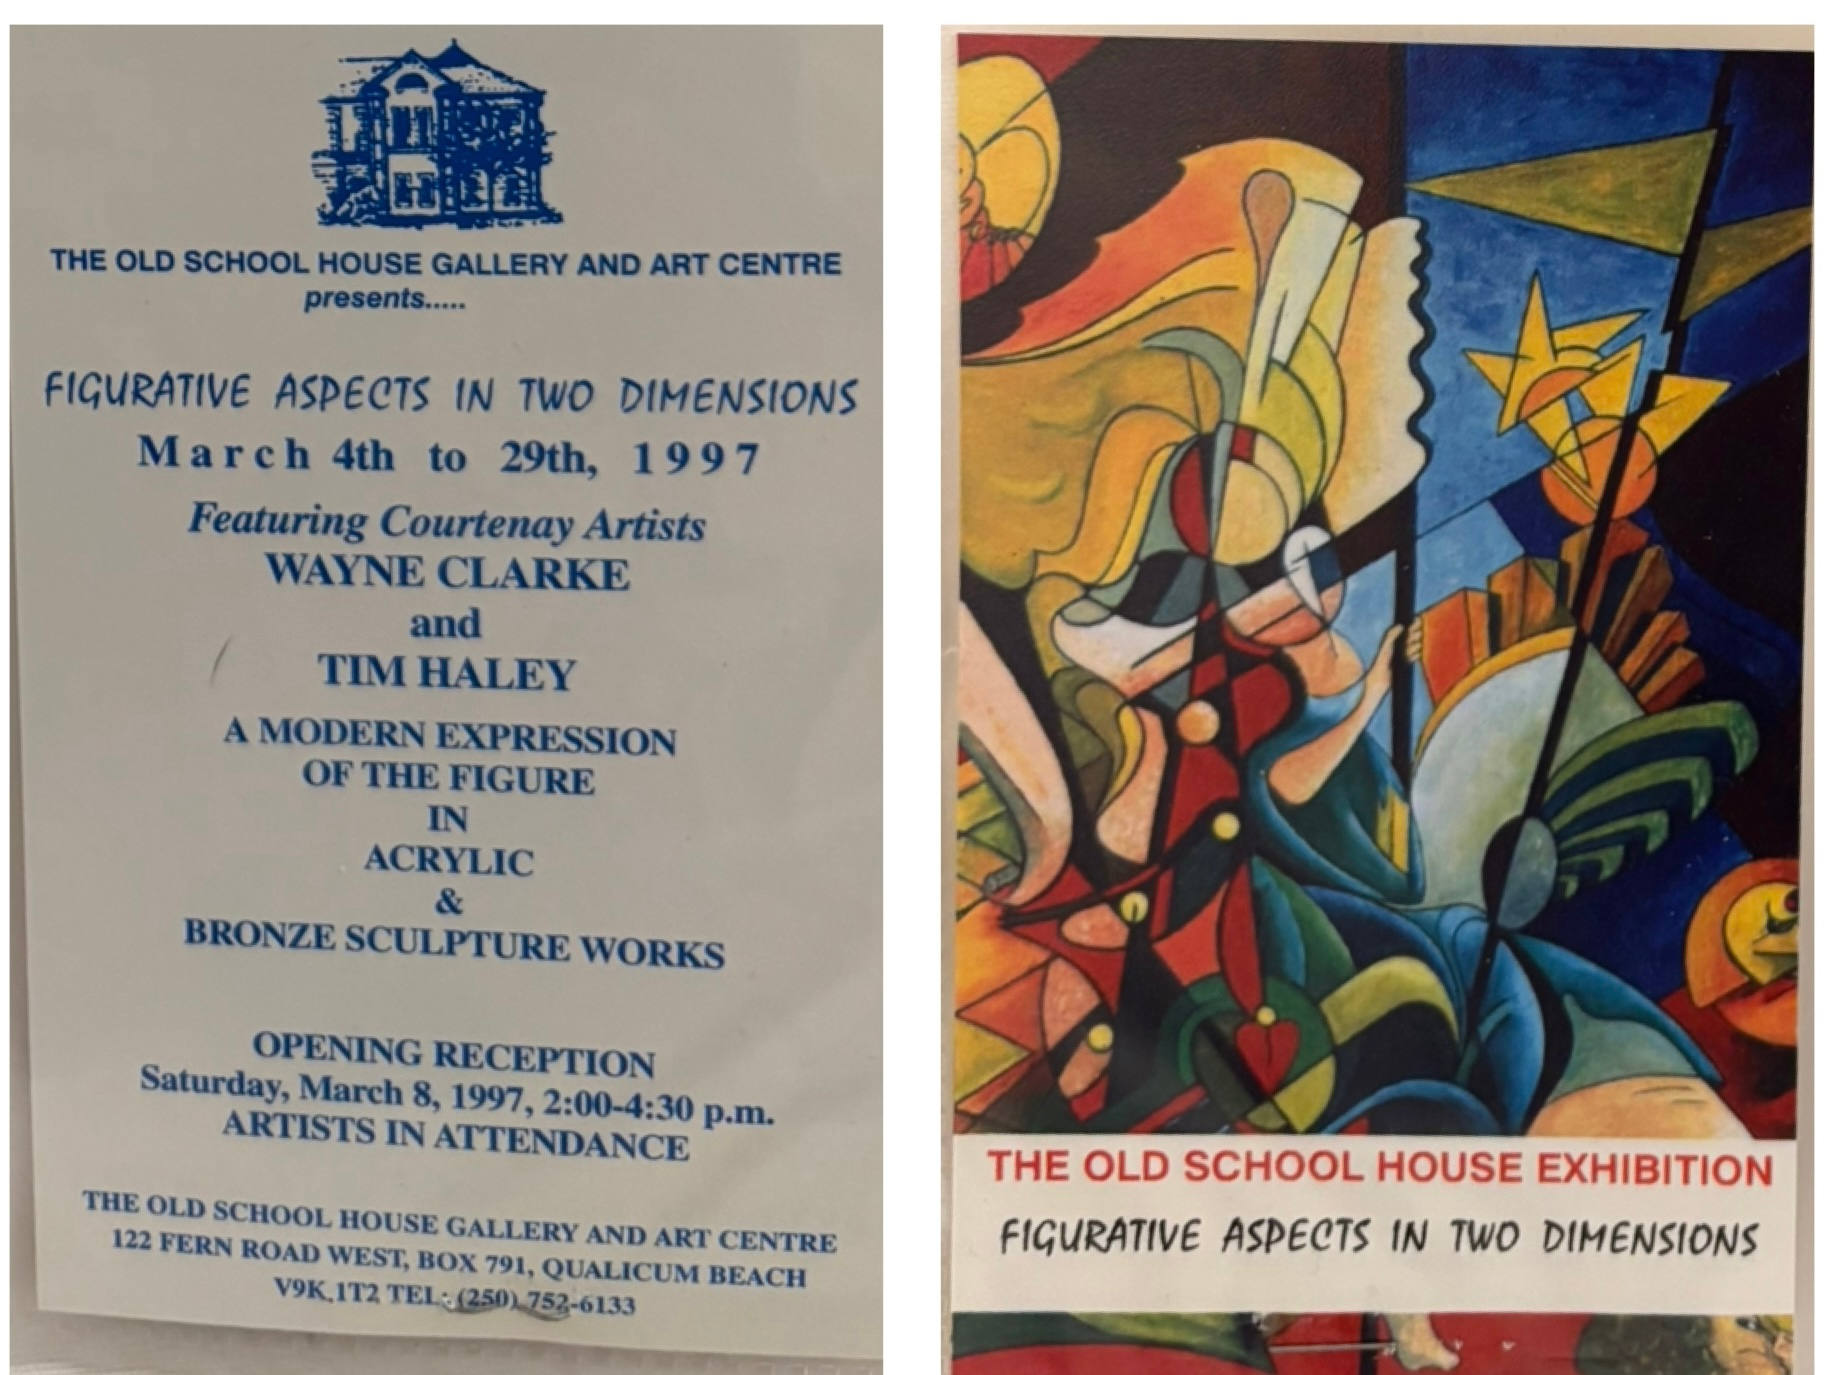 THE OLD SCHOOL HOUSE GALLERY AND ART CENTRE
presents.....
FIGURATIVE ASPECTS IN TWO DIMENSIONS
March 4th to 29th, 1997
Featuring Courtenay Artists
WAYNE CLARKE
and
TIM HALEY
A MODERN EXPRESSION
OF THE FIGURE
IN
ACRYLIC
&
BRONZE SCULPTURE WORKS
OPENING RECEPTION
Saturday, March 8, 1997, 2:00-4:30 p.m.
ARTISTS IN ATTENDANCE
THE OLD SCHOOL HOUSE GALLERY AND ART CENTRE
122 FERN ROAD WEST, BOX 791, QUALICUM BEACH
V9K 1T2 TEL: (250) 752-6133
THE OLD SCHOOL HOUSE EXHIBITION
FIGURATIVE ASPECTS IN TWO DIMENSIONS